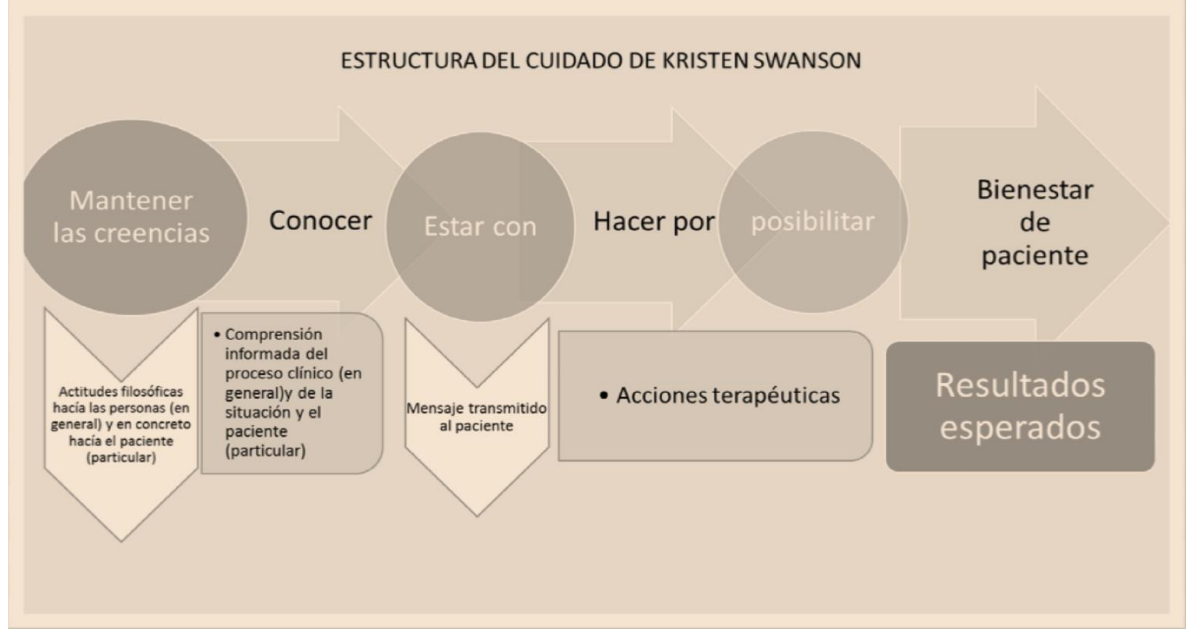 ESTRUCTURA DEL CUIDADO DE KRISTEN SWANSON
Mantener
las creencias
Conocer
Estar con
Hacer por
posibilitar
Bienestar
de
paciente
Actitudes filosóficas
hacía las personas (en
general) y en concreto
hacía el paciente
(particular)
• Comprensión
informada del
proceso clínico (en
general)y de la
situación y el
paciente
(particular)
Mensaje transmitido
al paciente
• Acciones terapéuticas
Resultados
esperados